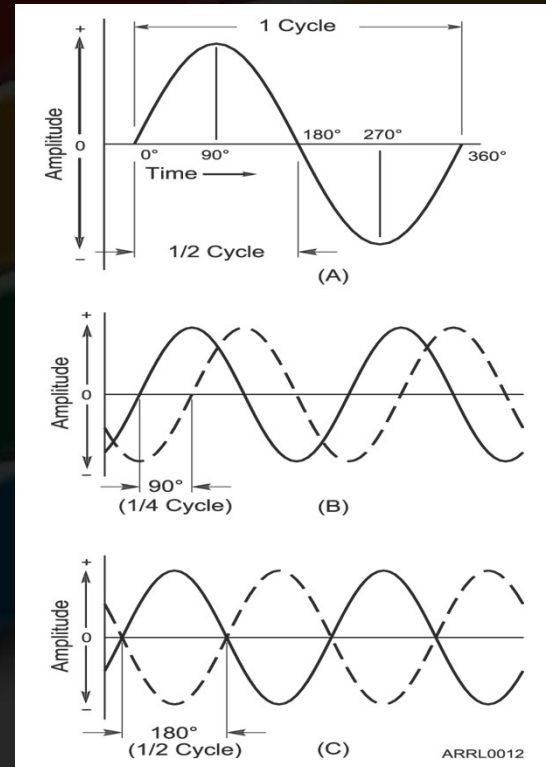 1 Cycle
+
Amplitude
0
–
0°
90°
180°
270°
360°
Time
1/2 Cycle
(A)
+
Amplitude
0
–
90°
(1/4 Cycle)
(B)
+
Amplitude
0
–
180°
(1/2 Cycle)
(C)
ARRL0012